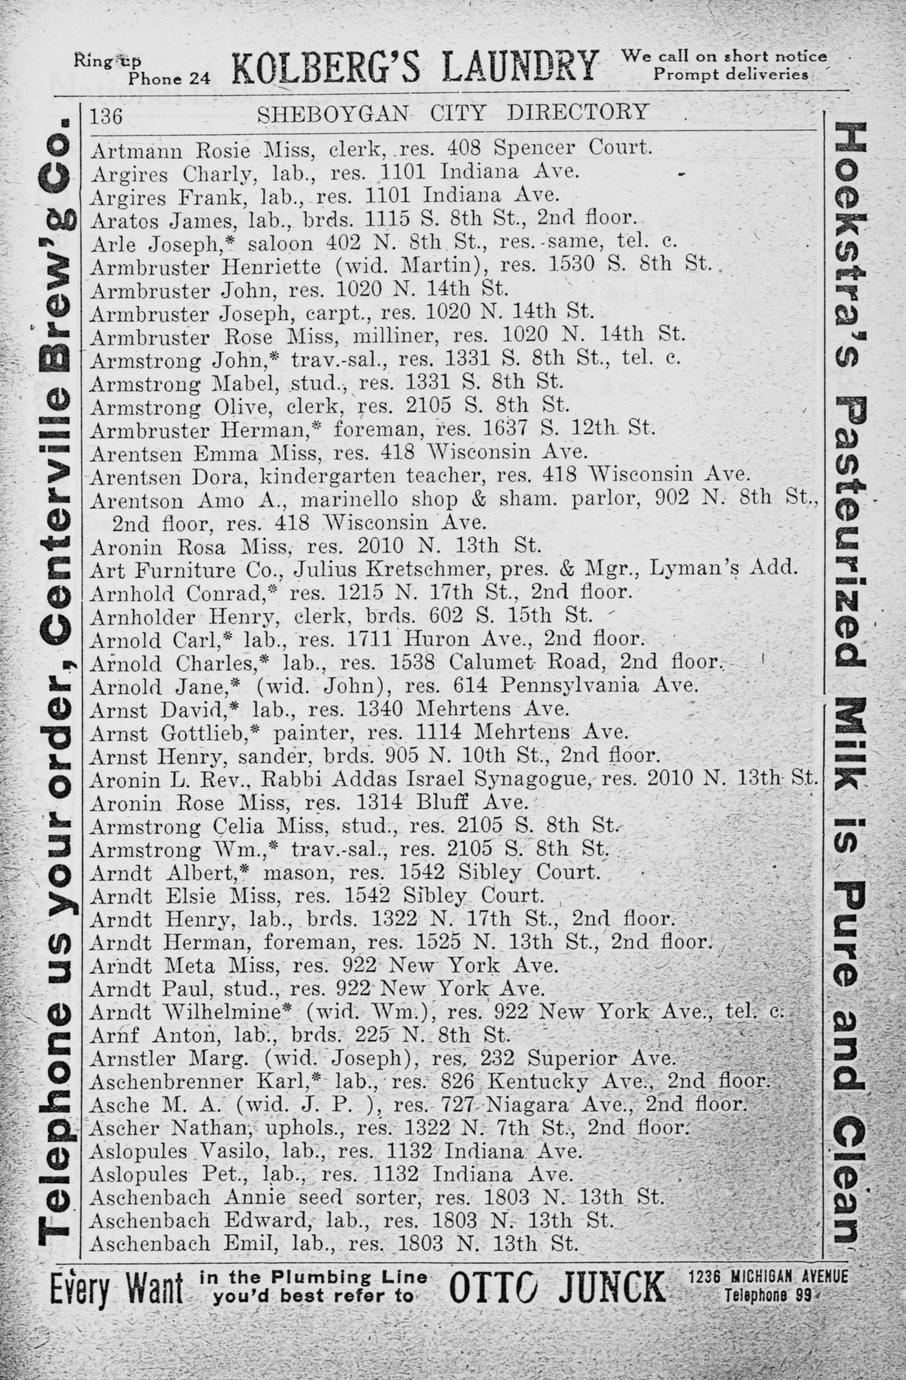 Ring up
Phone 24
KOLBERG'S LAUNDRY
We call on short notice
Prompt deliveries
136 SHEBOYGAN CITY DIRECTORY
Artmann Rosie Miss, clerk, res. 408 Spencer Court.
Argires Charly, lab., res. 1101 Indiana Ave.
Argires Frank, lab., res. 1101 Indiana Ave.
Aratos James, lab., brds. 1115 S. 8th St., 2nd floor.
Arle Joseph,* saloon 402 N. 8th St., res. same, tel. c.
Armbruster Henriette (wid. Martin), res. 1530 S. 8th St.
Armbruster John, res. 1020 N. 14th St.
Armbruster Joseph, carpt., res. 1020 N. 14th St.
Armbruster Rose Miss, milliner, res. 1020 N. 14th St.
Armstrong John,* trav.-sal., res. 1331 S. 8th St., tel. c.
Armstrong Mabel, stud., res. 1331 S. 8th St.
Armstrong Olive, clerk, res. 2105 S. 8th St.
Armbruster Herman,* foreman, res. 1637 S. 12th St.
Arentsen Emma Miss, res. 418 Wisconsin Ave.
Arentsen Dora, kindergarten teacher, res. 418 Wisconsin Ave.
Arentson Amo A., marinello shop & sham. parlor, 902 N. 8th St.,
2nd floor, res. 418 Wisconsin Ave.
Aronin Rosa Miss, res. 2010 N. 13th St.
Art Furniture Co., Julius Kretschmer, pres. & Mgr., Lyman's Add.
Arnhold Conrad,* res. 1215 N. 17th St., 2nd floor.
Arnholder Henry, clerk, brds. 602 S. 15th St.
Arnold Carl,* lab., res. 1711 Huron Ave., 2nd floor.
Arnold Charles,* lab., res. 1538 Calumet Road, 2nd floor.
Arnold Jane,* (wid. John), res. 614 Pennsylvania Ave.
Arnst David,* lab., res. 1340 Mehrtens Ave.
Arnst Gottlieb,* painter, res. 1114 Mehrtens Ave.
Arnst Henry, sander, brds. 905 N. 10th St., 2nd floor.
Aronin L. Rev., Rabbi Addas Israel Synagogue, res. 2010 N. 13th St.
Aronin Rose Miss, res. 1314 Bluff Ave.
Armstrong Celia Miss, stud., res. 2105 S. 8th St.
Armstrong Wm.,* trav.-sal., res. 2105 S. 8th St.
Arndt Albert,* mason, res. 1542 Sibley Court.
Arndt Elsie Miss, res. 1542 Sibley Court.
Arndt Henry, lab., brds. 1322 N. 17th St., 2nd floor.
Arndt Herman, foreman, res. 1525 N. 13th St., 2nd floor.
Arndt Meta Miss, res. 922 New York Ave.
Arndt Paul, stud., res. 922 New York Ave.
Arndt Wilhelmine* (wid. Wm.), res. 922 New York Ave., tel. c.
Arnf Anton, lab., brds. 225 N. 8th St.
Arnstler Marg. (wid. Joseph), res. 232 Superior Ave.
Aschenbrenner Karl,* lab., res. 826 Kentucky Ave., 2nd floor.
Asche M. A. (wid. J. P. ), res. 727 Niagara Ave., 2nd floor.
Ascher Nathan, uphols., res. 1322 N. 7th St., 2nd floor.
Aslopules Vasilo, lab., res. 1132 Indiana Ave.
Aslopules Pet., lab., res. 1132 Indiana Ave.
Aschenbach Annie seed sorter, res. 1803 N. 13th St.
Aschenbach Edward, lab., res. 1803 N. 13th St.
Aschenbach Emil, lab., res. 1803 N. 13th St.
Telephone us your order, Centerville Brew'g Co.
Hoekstra's Pasteurized Milk is Pure and Clean
Every Want
in the Plumbing Line
you'd best refer to
OTTO JUNCK
1236 MICHIGAN AVENUE
Telephone 99